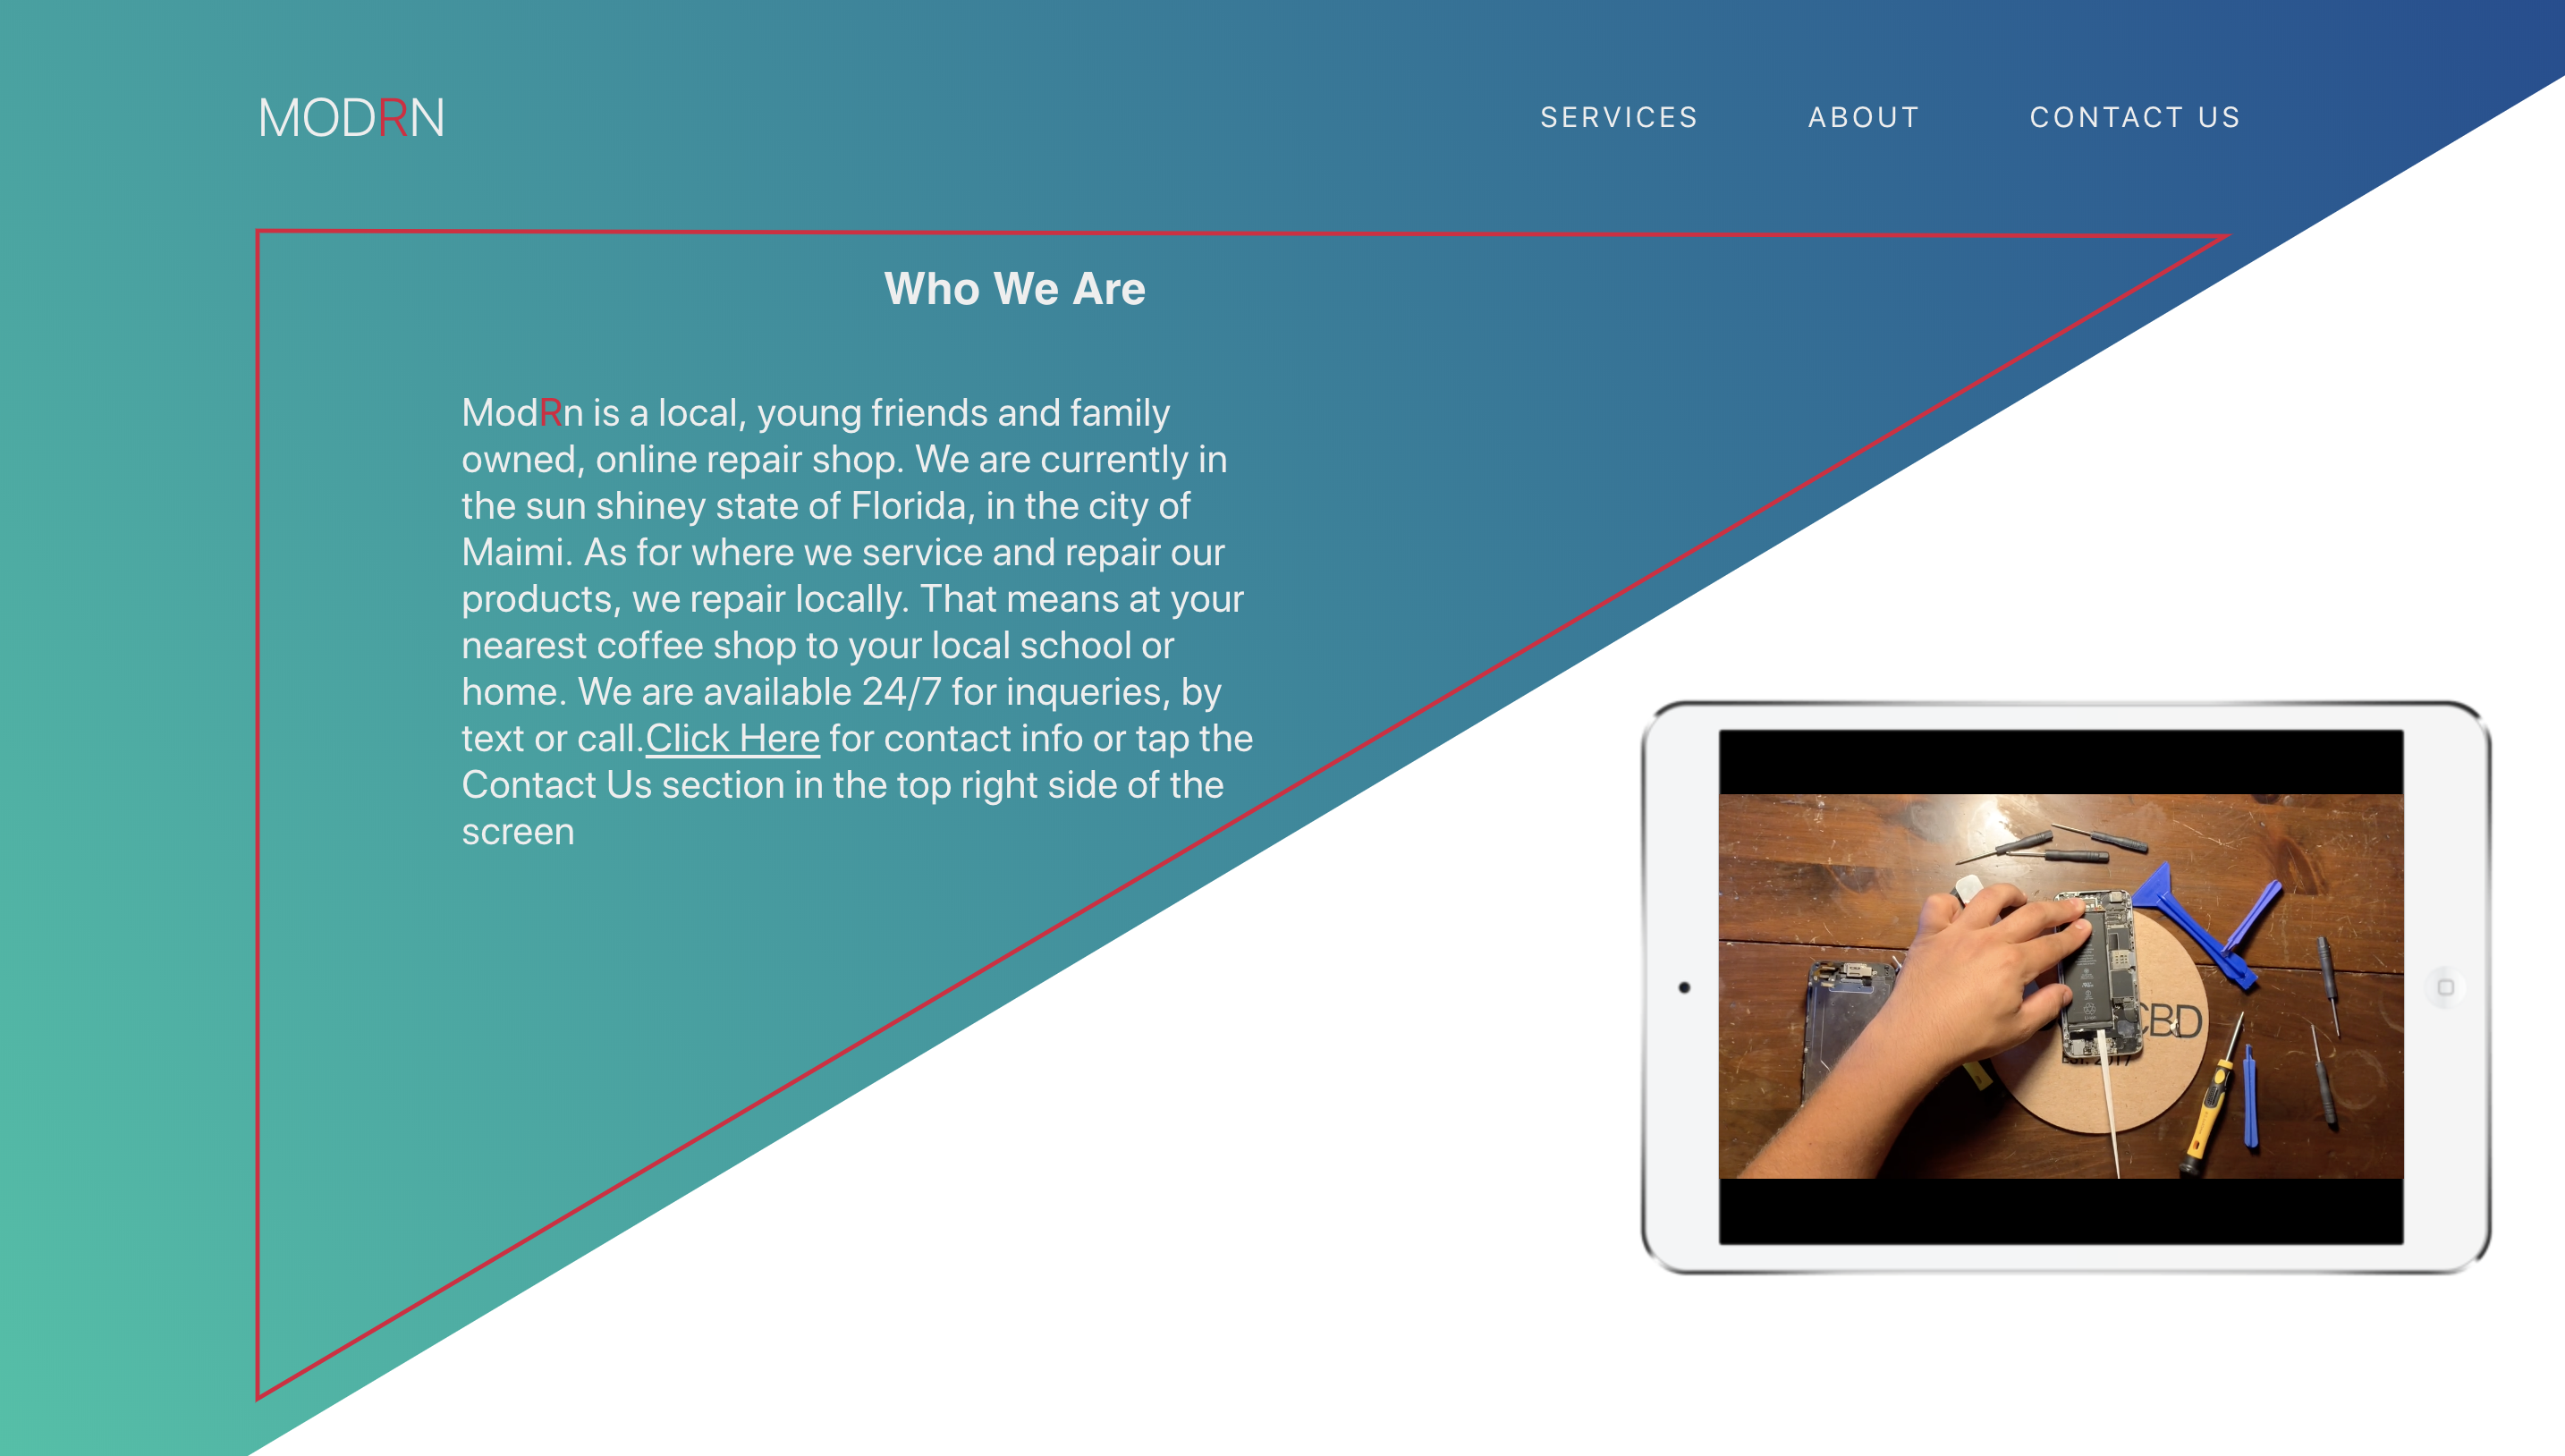 MODRN
SERVICES ABOUT CONTACT US
Who We Are
ModRn is a local, young friends and family
owned, online repair shop. We are currently in
the sun shiney state of Florida, in the city of
Maimi. As for where we service and repair our
products, we repair locally. That means at your
nearest coffee shop to your local school or
home. We are available 24/7 for inqueries, by
text or call.Click Here for contact info or tap the
Contact Us section in the top right side of the
screen
CBD